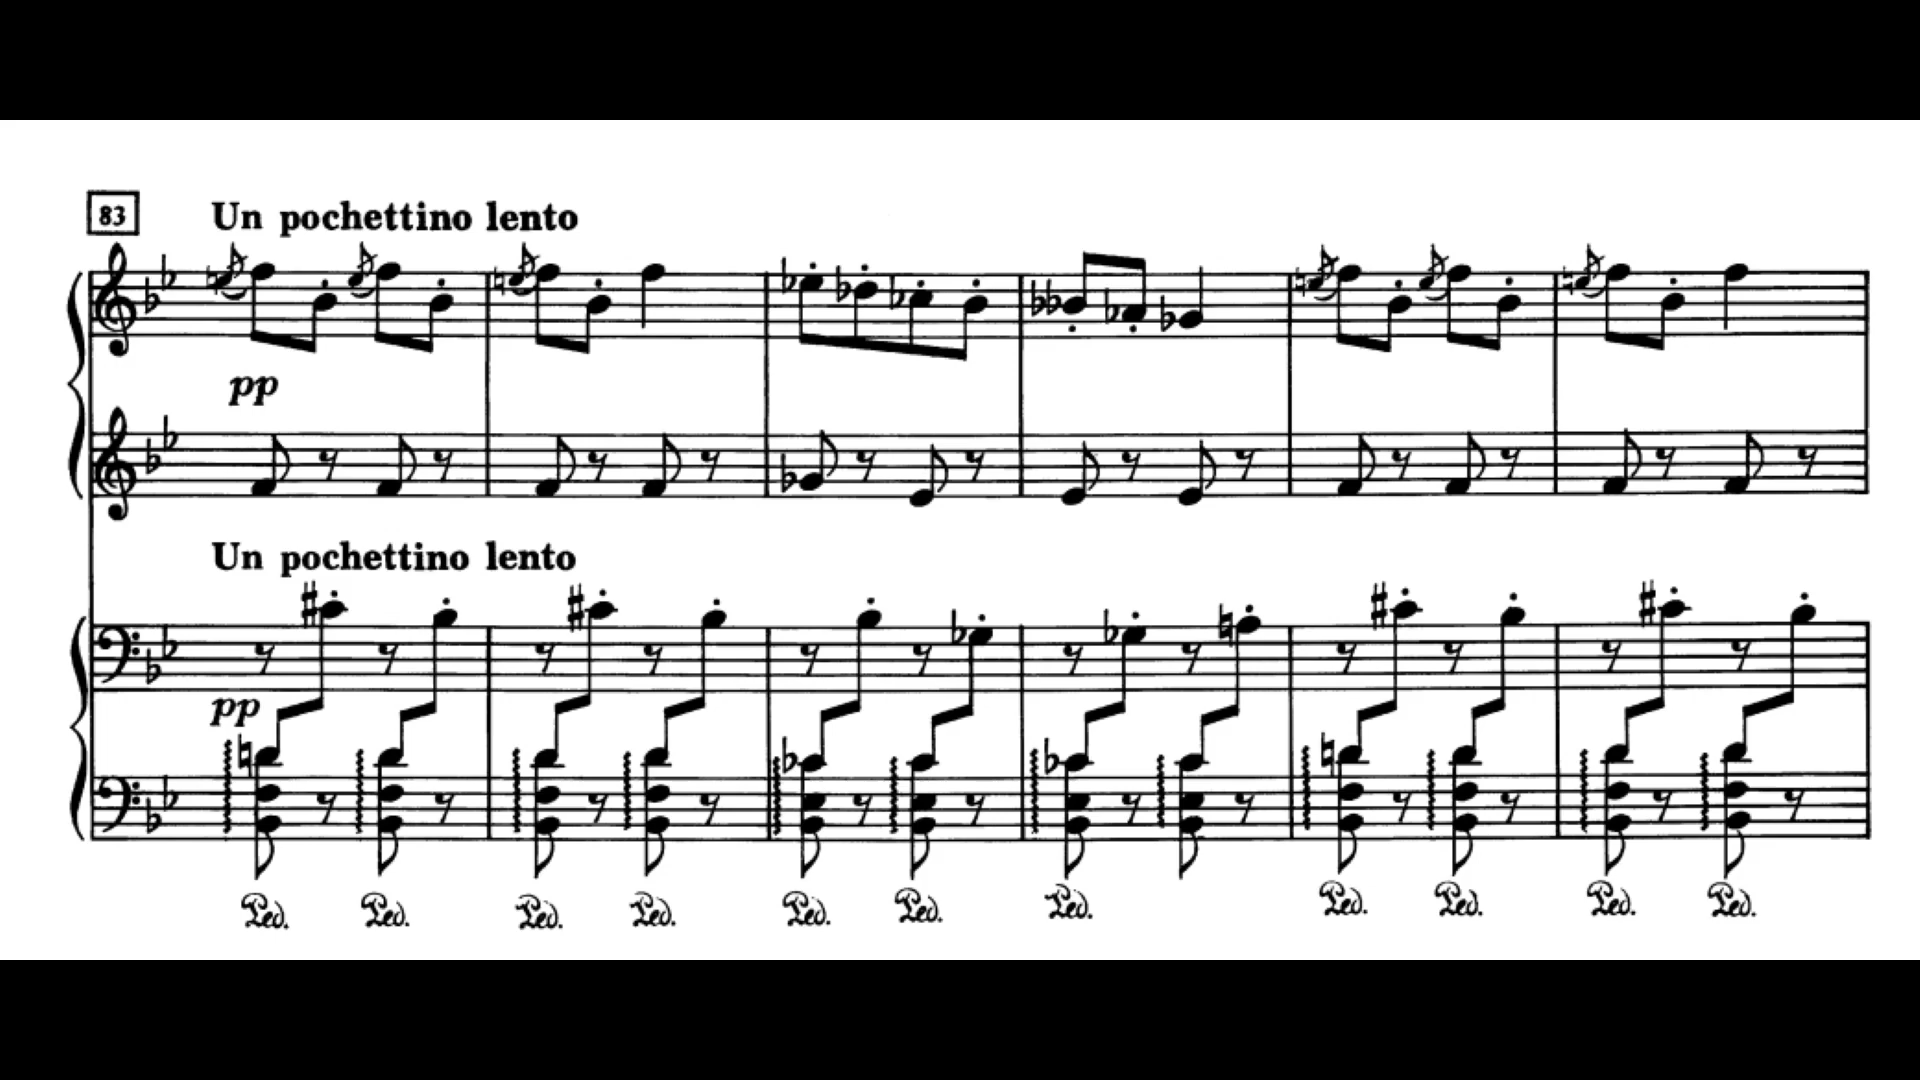 83 Un pochettino lento
pp
Un pochettino lento
pp
Ped. Ped. Ped. Ped. Ped. Ped. Ped. Ped. Ped. Ped. Ped.